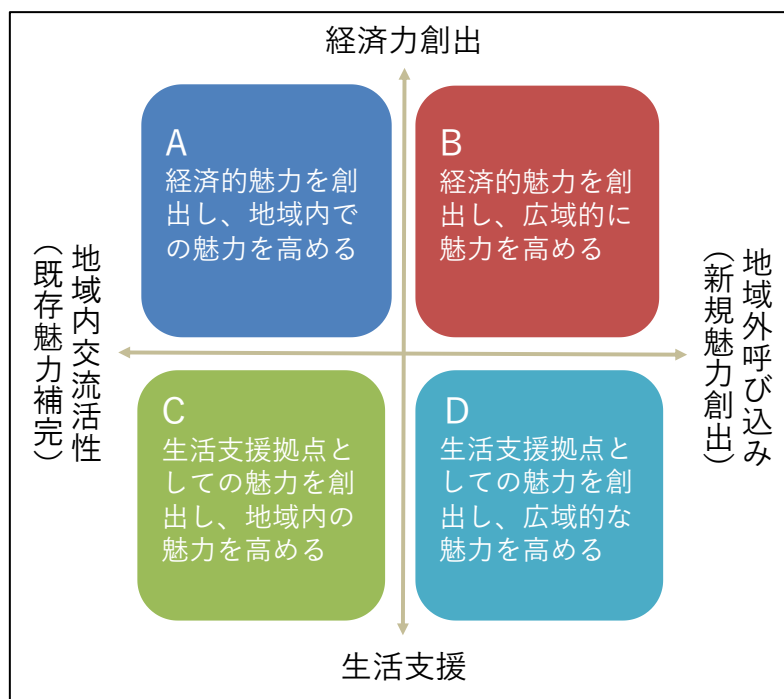 経済力創出
A
経済的魅力を創
出し、地域内で
の魅力を高める
B
経済的魅力を創
出し、広域的に
魅力を高める
地域内交流活性
（既存魅力補完）
地域外呼び込み
（新規魅力創出）
C
生活支援拠点と
しての魅力を創
出し、地域内の
魅力を高める
D
生活支援拠点と
しての魅力を創
出し、広域的な
魅力を高める
生活支援